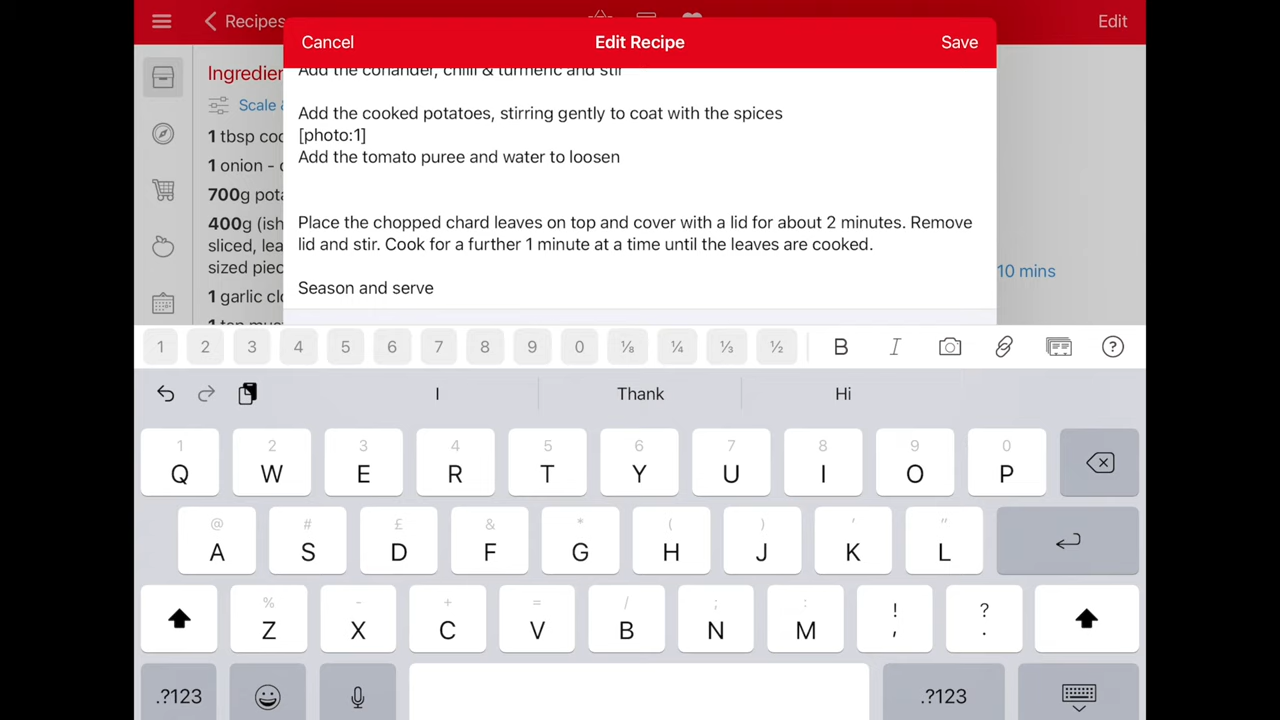 Recipes
Edit
Cancel
Edit Recipe
Save
Add the coriander, chilli & turmeric and stir
Add the cooked potatoes, stirring gently to coat with the spices
[photo:1]
Add the tomato puree and water to loosen
Place the chopped chard leaves on top and cover with a lid for about 2 minutes. Remove
lid and stir. Cook for a further 1 minute at a time until the leaves are cooked.
Season and serve
Ingredien
Scale &
1 tbsp coo
1 onion -
700g pota
400g (ish
sliced, lea
sized piec
1 garlic clo
10 mins
1 2 3 4 5 6 7 8 9 0 ⅛ ¼ ⅓ ½ B I ?
I Thank Hi
1 2 3 4 5 6 7 8 9 0
Q W E R T Y U I O P
@ # £ & * ( ) ' "
A S D F G H J K L
% - + = / ; : ! ?
Z X C V B N M , .
.?123 .?123